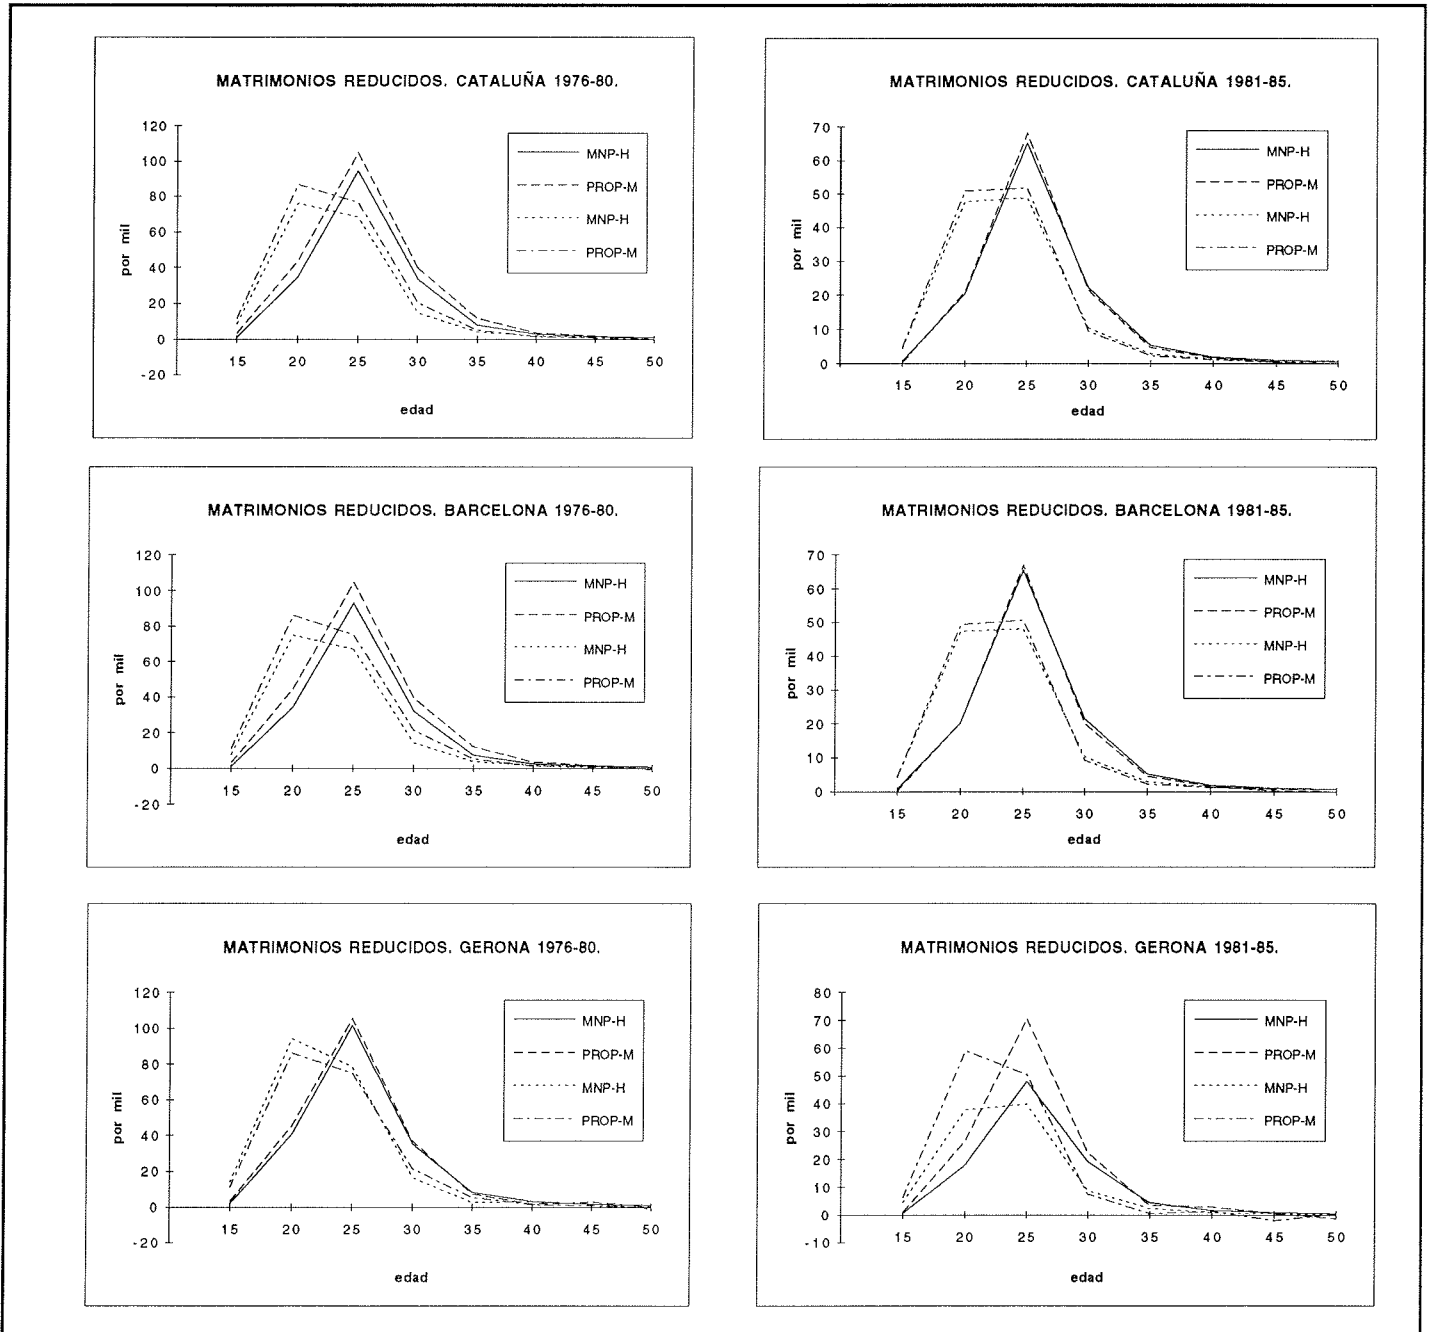 MATRIMONIOS REDUCIDOS. CATALUÑA 1976-80.
120
100
80
60
40
20
0
-20
por mil
15 20 25 30 35 40 45 50
edad
MNP-H
PROP-M
MNP-H
PROP-M
MATRIMONIOS REDUCIDOS. CATALUÑA 1981-85.
70
60
50
40
30
20
10
0
por mil
15 20 25 30 35 40 45 50
edad
MNP-H
PROP-M
MNP-H
PROP-M
MATRIMONIOS REDUCIDOS. BARCELONA 1976-80.
120
100
80
60
40
20
0
-20
por mil
15 20 25 30 35 40 45 50
edad
MNP-H
PROP-M
MNP-H
PROP-M
MATRIMONIOS REDUCIDOS. BARCELONA 1981-85.
70
60
50
40
30
20
10
0
por mil
15 20 25 30 35 40 45 50
edad
MNP-H
PROP-M
MNP-H
PROP-M
MATRIMONIOS REDUCIDOS. GERONA 1976-80.
120
100
80
60
40
20
0
-20
por mil
15 20 25 30 35 40 45 50
edad
MNP-H
PROP-M
MNP-H
PROP-M
MATRIMONIOS REDUCIDOS. GERONA 1981-85.
80
70
60
50
40
30
20
10
0
-10
por mil
15 20 25 30 35 40 45 50
edad
MNP-H
PROP-M
MNP-H
PROP-M